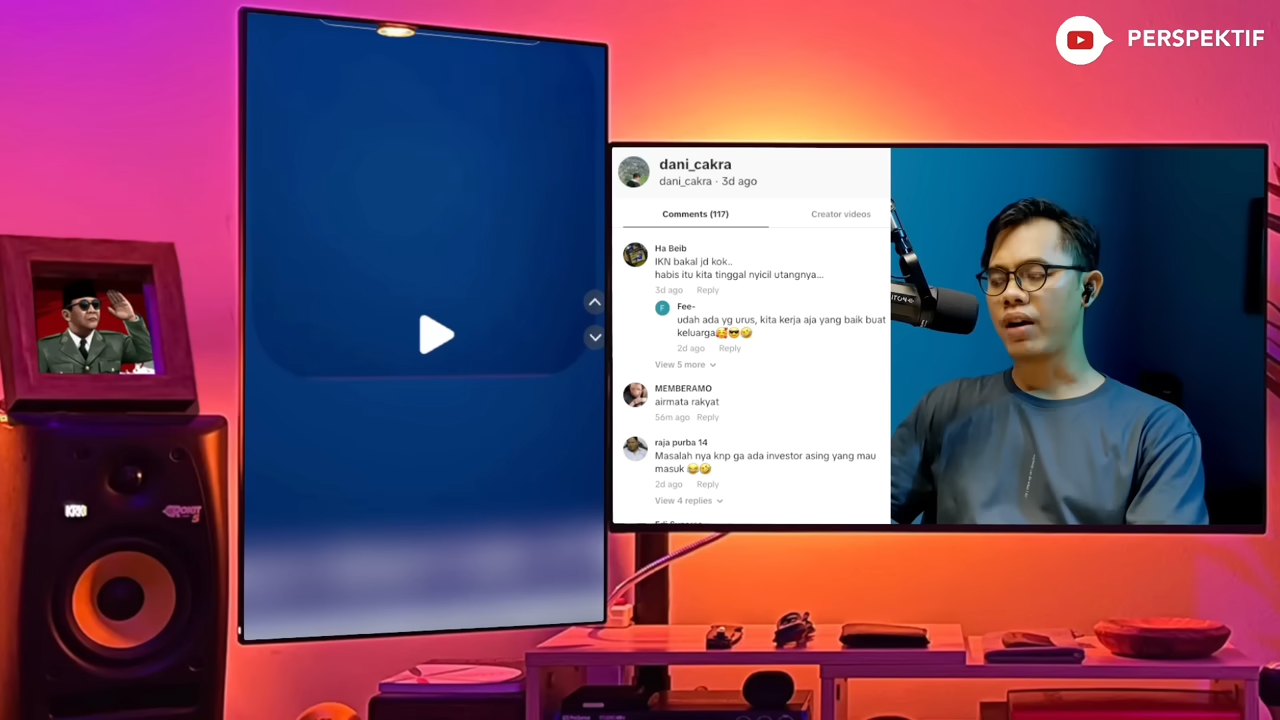 PERSPEKTIF
dani_cakra
dani_cakra · 3d ago
Comments (117)
Creator videos
Ha Beib
IKN bakal jd kok..
habis itu kita tinggal nyicil utangnya...
3d ago Reply
F
Fee-
udah ada yg urus, kita kerja aja yang baik buat
keluarga🥰😎🤣
2d ago Reply
View 5 more
MEMBERAMO
airmata rakyat
56m ago Reply
raja purba 14
Masalah nya knp ga ada investor asing yang mau
masuk 😂🤣
2d ago Reply
View 4 replies
KRK
ROKIT 5